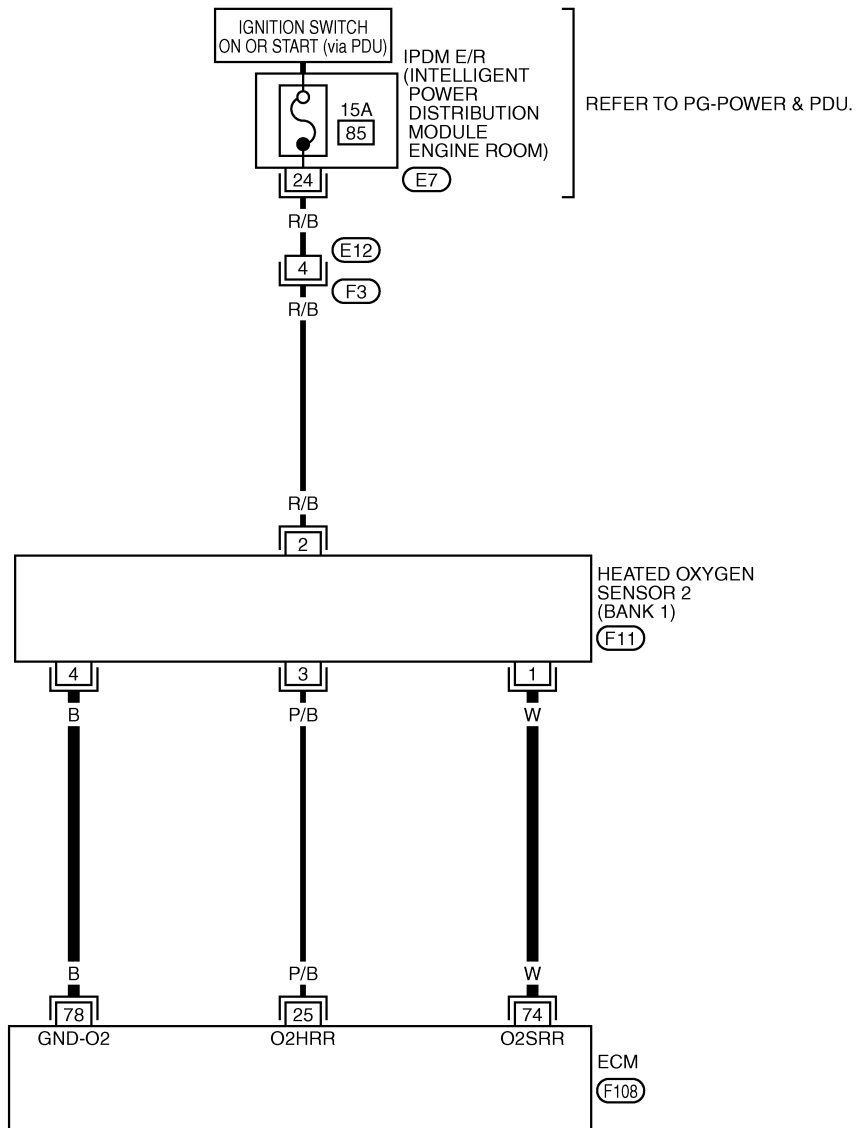 IGNITION SWITCH
ON OR START (via PDU)
IPDM E/R
(INTELLIGENT
POWER
DISTRIBUTION
MODULE
ENGINE ROOM)
REFER TO PG-POWER & PDU.
15A
85
24
E7
R/B
E12
4
F3
R/B
R/B
2
HEATED OXYGEN
SENSOR 2
(BANK 1)
F11
4
3
1
B
P/B
W
B
P/B
W
78
25
74
GND-O2
O2HRR
O2SRR
ECM
F108